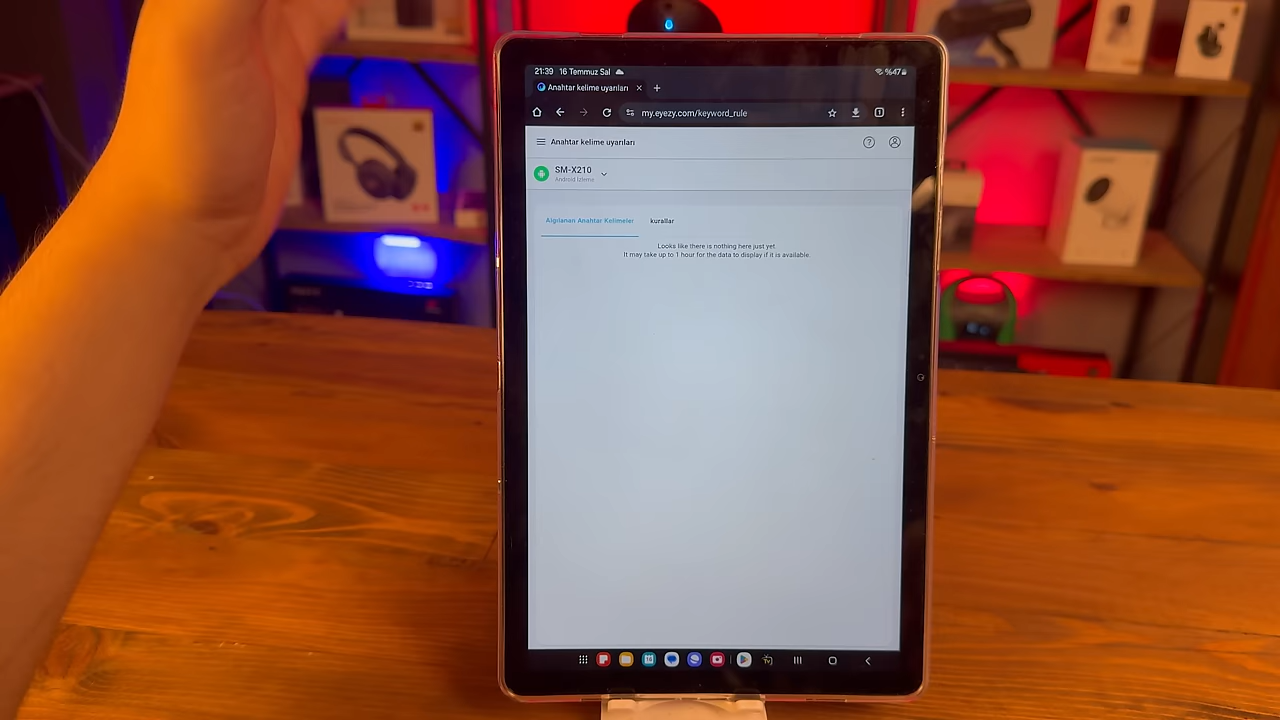 21:39 16 Temmuz Sal %47
Anahtar kelime uyarıları
my.eyezy.com/keyword_rule
Anahtar kelime uyarıları
SM-X210
Android İzleme
Algılanan Anahtar Kelimeler kurallar
Looks like there is nothing here just yet.
It may take up to 1 hour for the data to display if it is available.